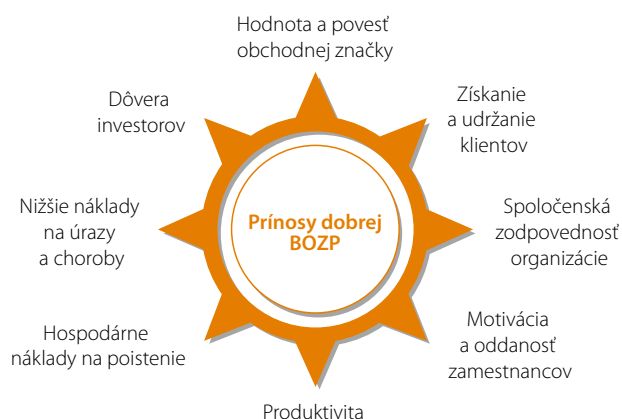 Hodnota a povesť
obchodnej značky
Získanie
a udržanie
klientov
Spoločenská
zodpovednosť
organizácie
Motivácia
a oddanosť
zamestnancov
Produktivita
Hospodárne
náklady na poistenie
Nižšie náklady
na úrazy
a choroby
Dôvera
investorov
Prínosy dobrej
BOZP